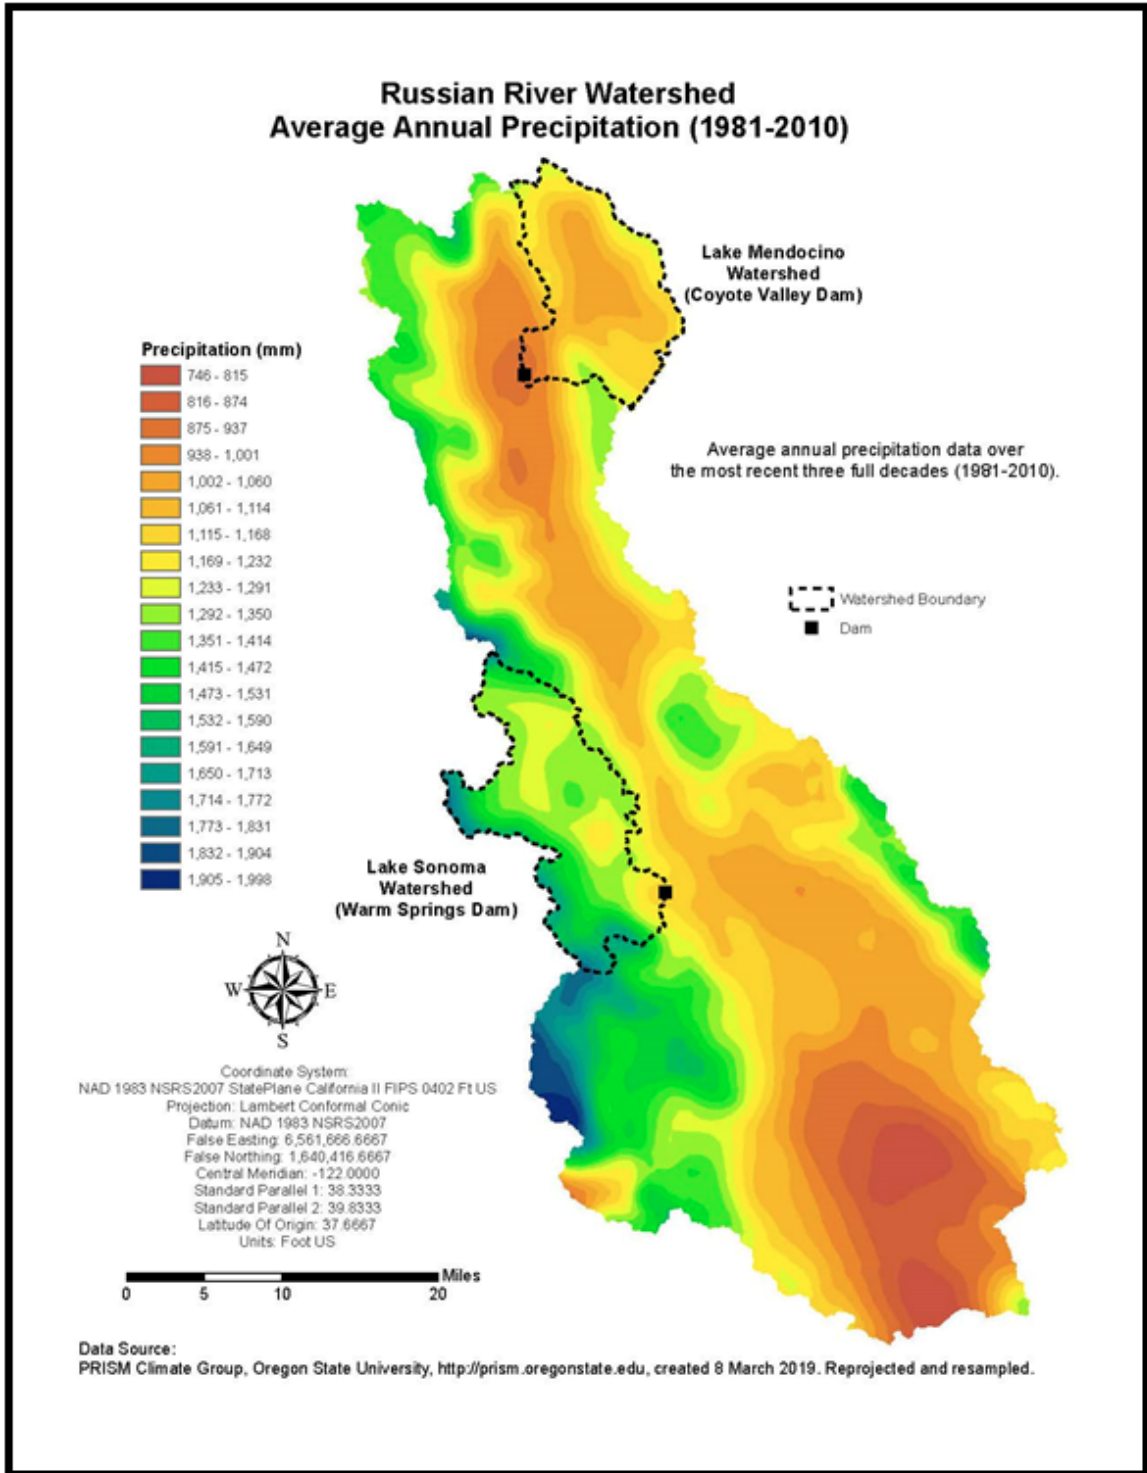 Russian River Watershed
Average Annual Precipitation (1981-2010)
Lake Mendocino
Watershed
(Coyote Valley Dam)
Precipitation (mm)
746 - 815
816 - 874
875 - 937
938 - 1,001
1,002 - 1,060
1,061 - 1,114
1,115 - 1,168
1,169 - 1,232
1,233 - 1,291
1,292 - 1,350
1,351 - 1,414
1,415 - 1,472
1,473 - 1,531
1,532 - 1,590
1,591 - 1,649
1,650 - 1,713
1,714 - 1,772
1,773 - 1,831
1,832 - 1,904
1,905 - 1,998
Average annual precipitation data over
the most recent three full decades (1981-2010).
Watershed Boundary
Dam
Lake Sonoma
Watershed
(Warm Springs Dam)
N
W E
S
Coordinate System:
NAD 1983 NSRS2007 StatePlane California II FIPS 0402 Ft US
Projection: Lambert Conformal Conic
Datum: NAD 1983 NSRS2007
False Easting: 6,561,666.6667
False Northing: 1,640,416.6667
Central Meridian: -122.0000
Standard Parallel 1: 38.3333
Standard Parallel 2: 39.8333
Latitude Of Origin: 37.6667
Units: Foot US
Miles
0 5 10 20
Data Source:
PRISM Climate Group, Oregon State University, http://prism.oregonstate.edu, created 8 March 2019. Reprojected and resampled.